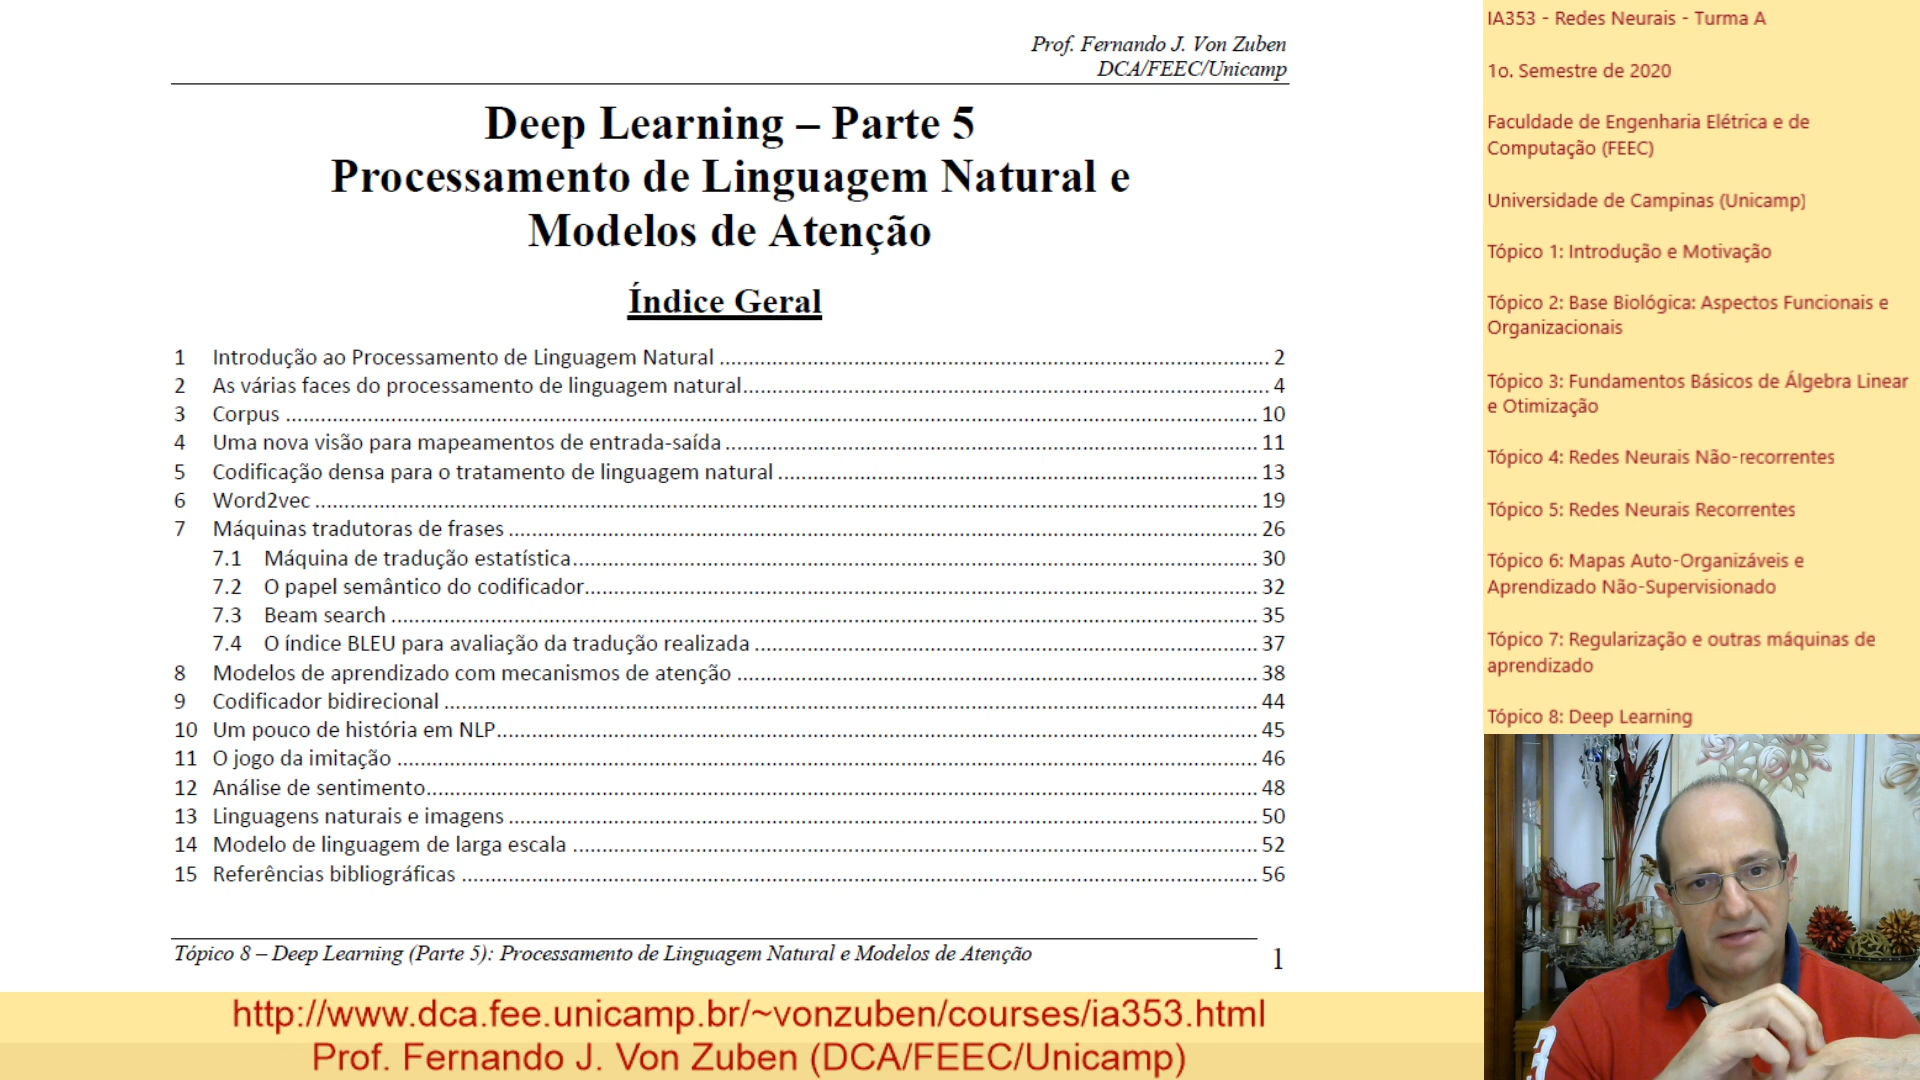 Prof. Fernando J. Von Zuben
DCA/FEEC/Unicamp
Deep Learning – Parte 5
Processamento de Linguagem Natural e
Modelos de Atenção
Índice Geral
1 Introdução ao Processamento de Linguagem Natural 2
2 As várias faces do processamento de linguagem natural 4
3 Corpus 10
4 Uma nova visão para mapeamentos de entrada-saída 11
5 Codificação densa para o tratamento de linguagem natural 13
6 Word2vec 19
7 Máquinas tradutoras de frases 26
7.1 Máquina de tradução estatística 30
7.2 O papel semântico do codificador 32
7.3 Beam search 35
7.4 O índice BLEU para avaliação da tradução realizada 37
8 Modelos de aprendizado com mecanismos de atenção 38
9 Codificador bidirecional 44
10 Um pouco de história em NLP 45
11 O jogo da imitação 46
12 Análise de sentimento 48
13 Linguagens naturais e imagens 50
14 Modelo de linguagem de larga escala 52
15 Referências bibliográficas 56
Tópico 8 – Deep Learning (Parte 5): Processamento de Linguagem Natural e Modelos de Atenção
1
http://www.dca.fee.unicamp.br/~vonzuben/courses/ia353.html
Prof. Fernando J. Von Zuben (DCA/FEEC/Unicamp)
IA353 - Redes Neurais - Turma A
1o. Semestre de 2020
Faculdade de Engenharia Elétrica e de
Computação (FEEC)
Universidade de Campinas (Unicamp)
Tópico 1: Introdução e Motivação
Tópico 2: Base Biológica: Aspectos Funcionais e
Organizacionais
Tópico 3: Fundamentos Básicos de Álgebra Linear
e Otimização
Tópico 4: Redes Neurais Não-recorrentes
Tópico 5: Redes Neurais Recorrentes
Tópico 6: Mapas Auto-Organizáveis e
Aprendizado Não-Supervisionado
Tópico 7: Regularização e outras máquinas de
aprendizado
Tópico 8: Deep Learning